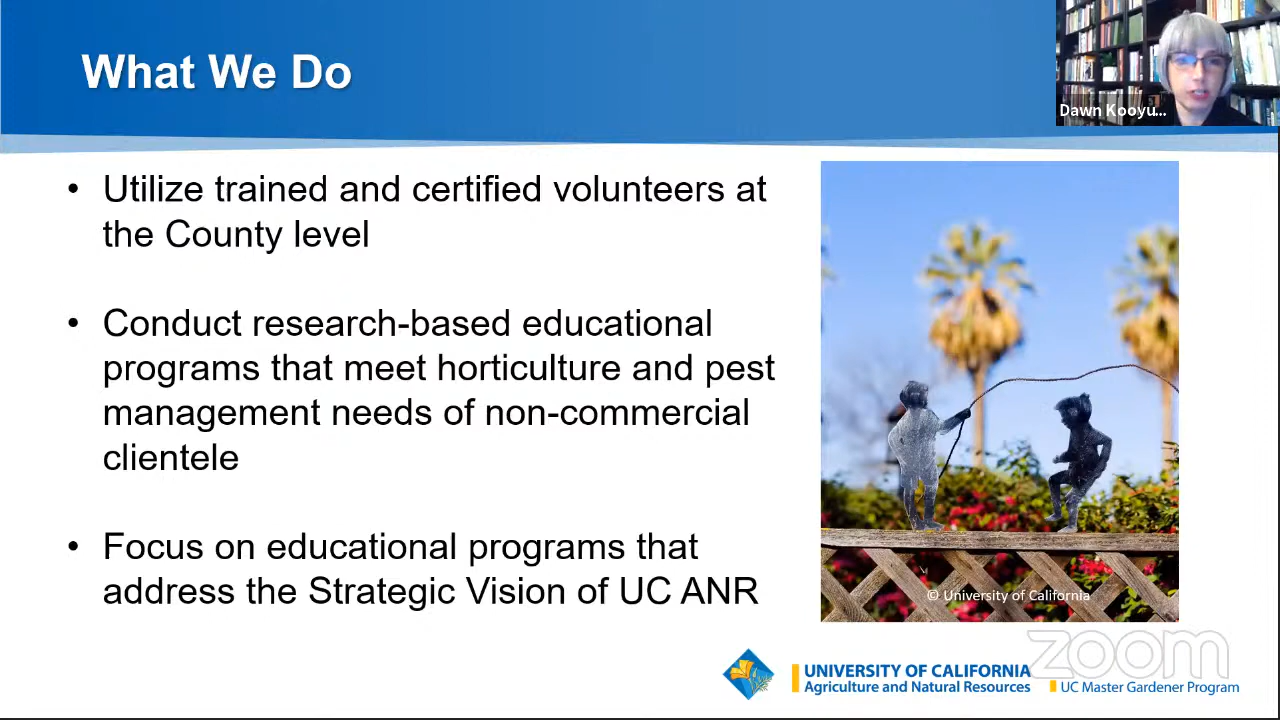 What We Do
Dawn Kooyu...
• Utilize trained and certified volunteers at
the County level
• Conduct research-based educational
programs that meet horticulture and pest
management needs of non-commercial
clientele
• Focus on educational programs that
address the Strategic Vision of UC ANR
© University of California
zoom
UNIVERSITY OF CALIFORNIA
Agriculture and Natural Resources
UC Master Gardener Program